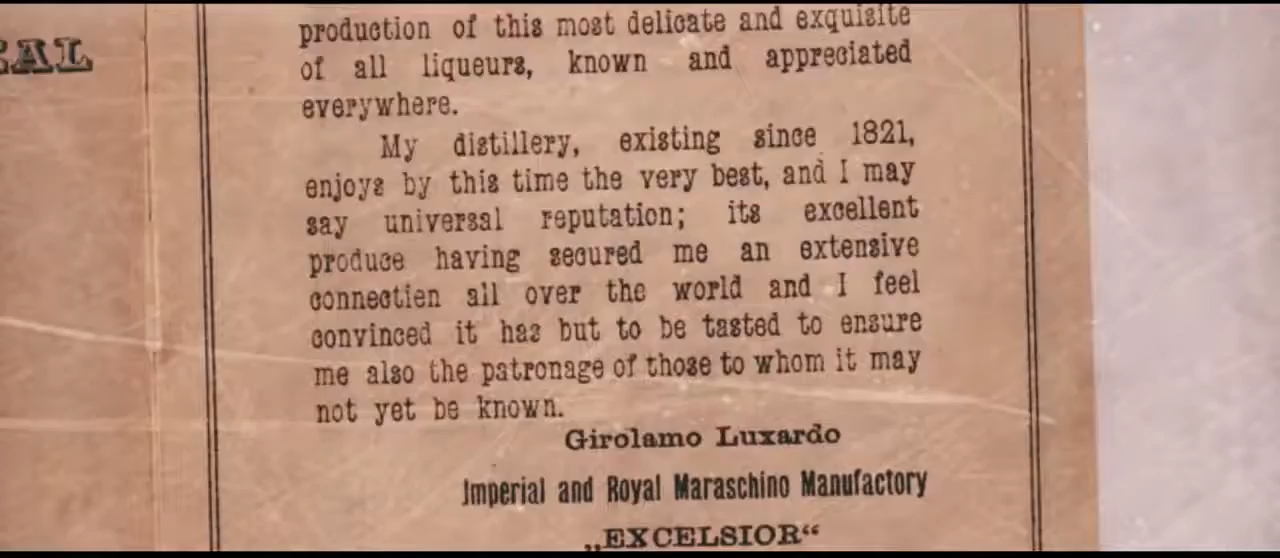 RAL
production of this most delicate and exquisite
of all liqueurs, known and appreciated
everywhere.
My distillery, existing since 1821,
enjoys by this time the very best, and I may
say universal reputation; its excellent
produce having secured me an extensive
connectien all over the world and I feel
convinced it has but to be tasted to ensure
me also the patronage of those to whom it may
not yet be known.
Girolamo Luxardo
Imperial and Royal Maraschino Manufactory
„EXCELSIOR“